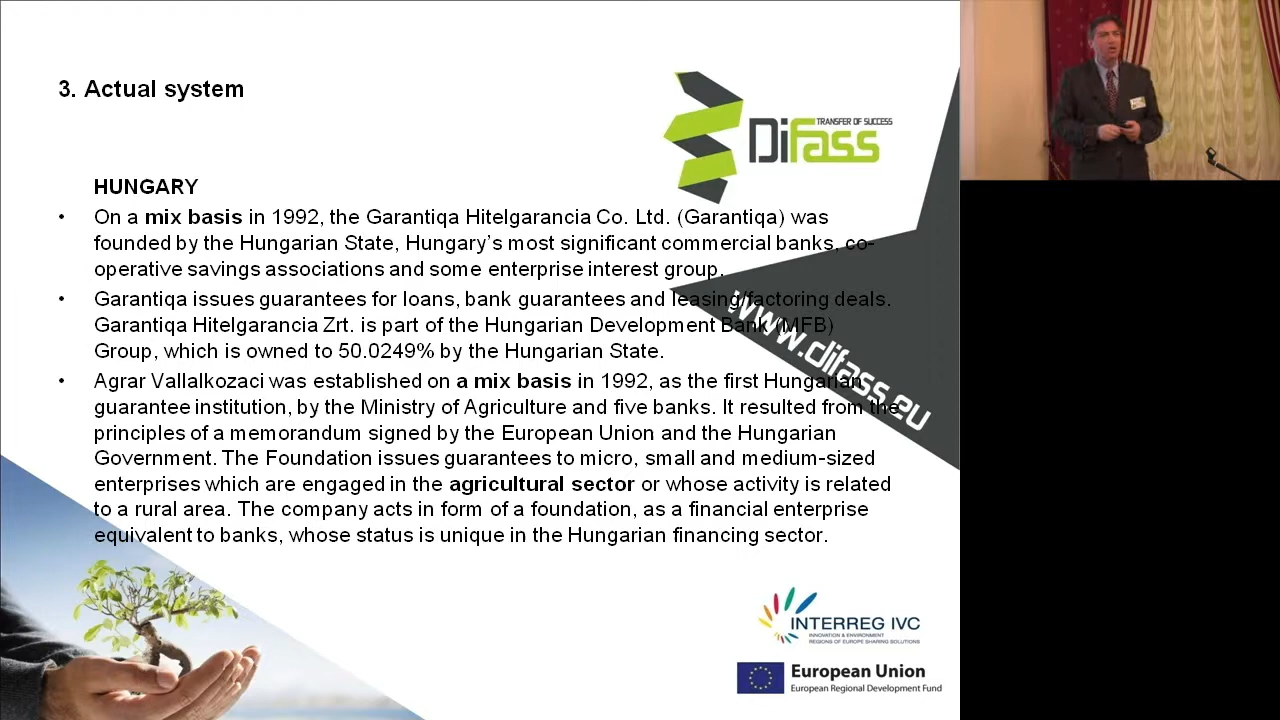 3. Actual system
TRANSFER OF SUCCESS
Difass
HUNGARY
• On a mix basis in 1992, the Garantiqa Hitelgarancia Co. Ltd. (Garantiqa) was
founded by the Hungarian State, Hungary's most significant commercial banks, co-
operative savings associations and some enterprise interest group.
• Garantiqa issues guarantees for loans, bank guarantees and leasing/factoring deals.
Garantiqa Hitelgarancia Zrt. is part of the Hungarian Development Bank (MFB)
Group, which is owned to 50.0249% by the Hungarian State.
• Agrar Vallalkozaci was established on a mix basis in 1992, as the first Hungarian
guarantee institution, by the Ministry of Agriculture and five banks. It resulted from the
principles of a memorandum signed by the European Union and the Hungarian
Government. The Foundation issues guarantees to micro, small and medium-sized
enterprises which are engaged in the agricultural sector or whose activity is related
to a rural area. The company acts in form of a foundation, as a financial enterprise
equivalent to banks, whose status is unique in the Hungarian financing sector.
www.difass.eu
INTERREG IVC
INNOVATION & ENVIRONMENT
REGIONS OF EUROPE SHARING SOLUTIONS
European Union
European Regional Development Fund